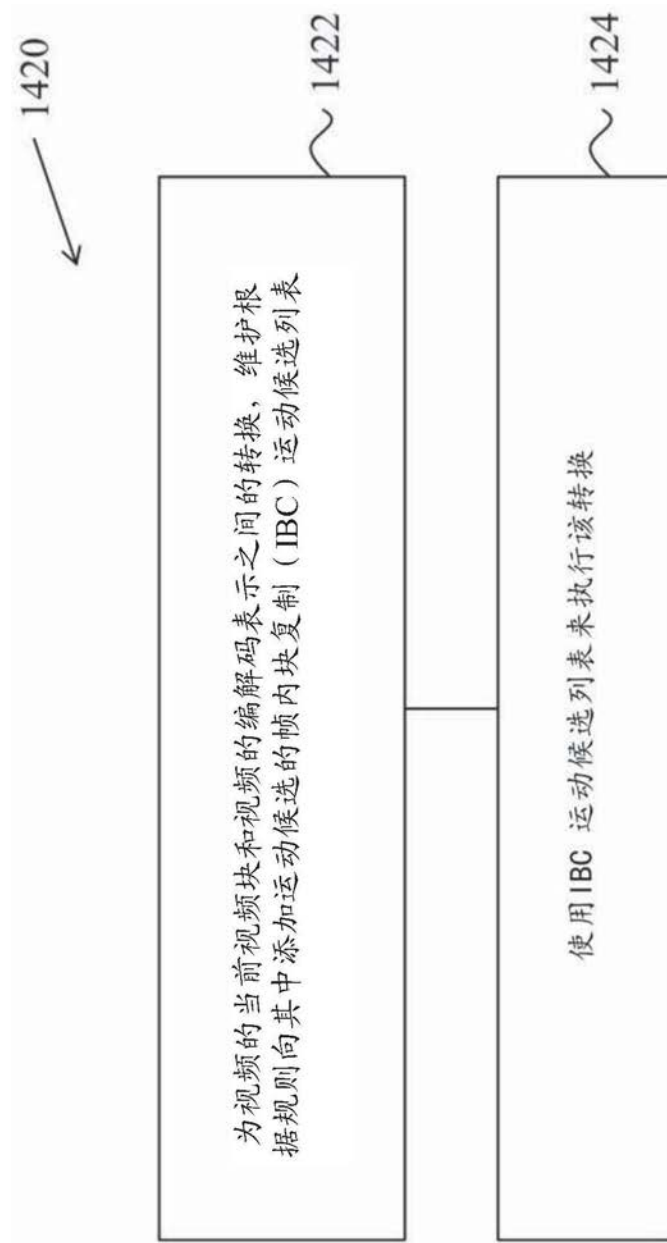 1420
为视频的当前视频块和视频的编解码表示之间的转换，维护根
据规则向其中添加运动候选的帧内块复制（IBC）运动候选列表
1422
使用IBC 运动候选列表来执行该转换
1424